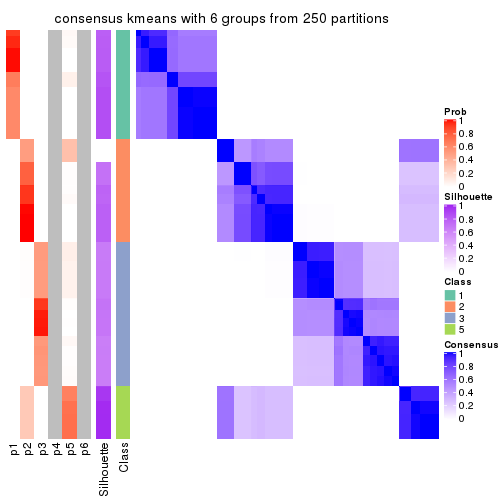 consensus kmeans with 6 groups from 250 partitions
Prob
1
0.8
0.6
0.4
0.2
0
Silhouette
1
0.8
0.6
0.4
0.2
0
Class
1
2
3
5
Consensus
1
0.8
0.6
0.4
0.2
0
p1
p2
p3
p4
p5
p6
Silhouette
Class